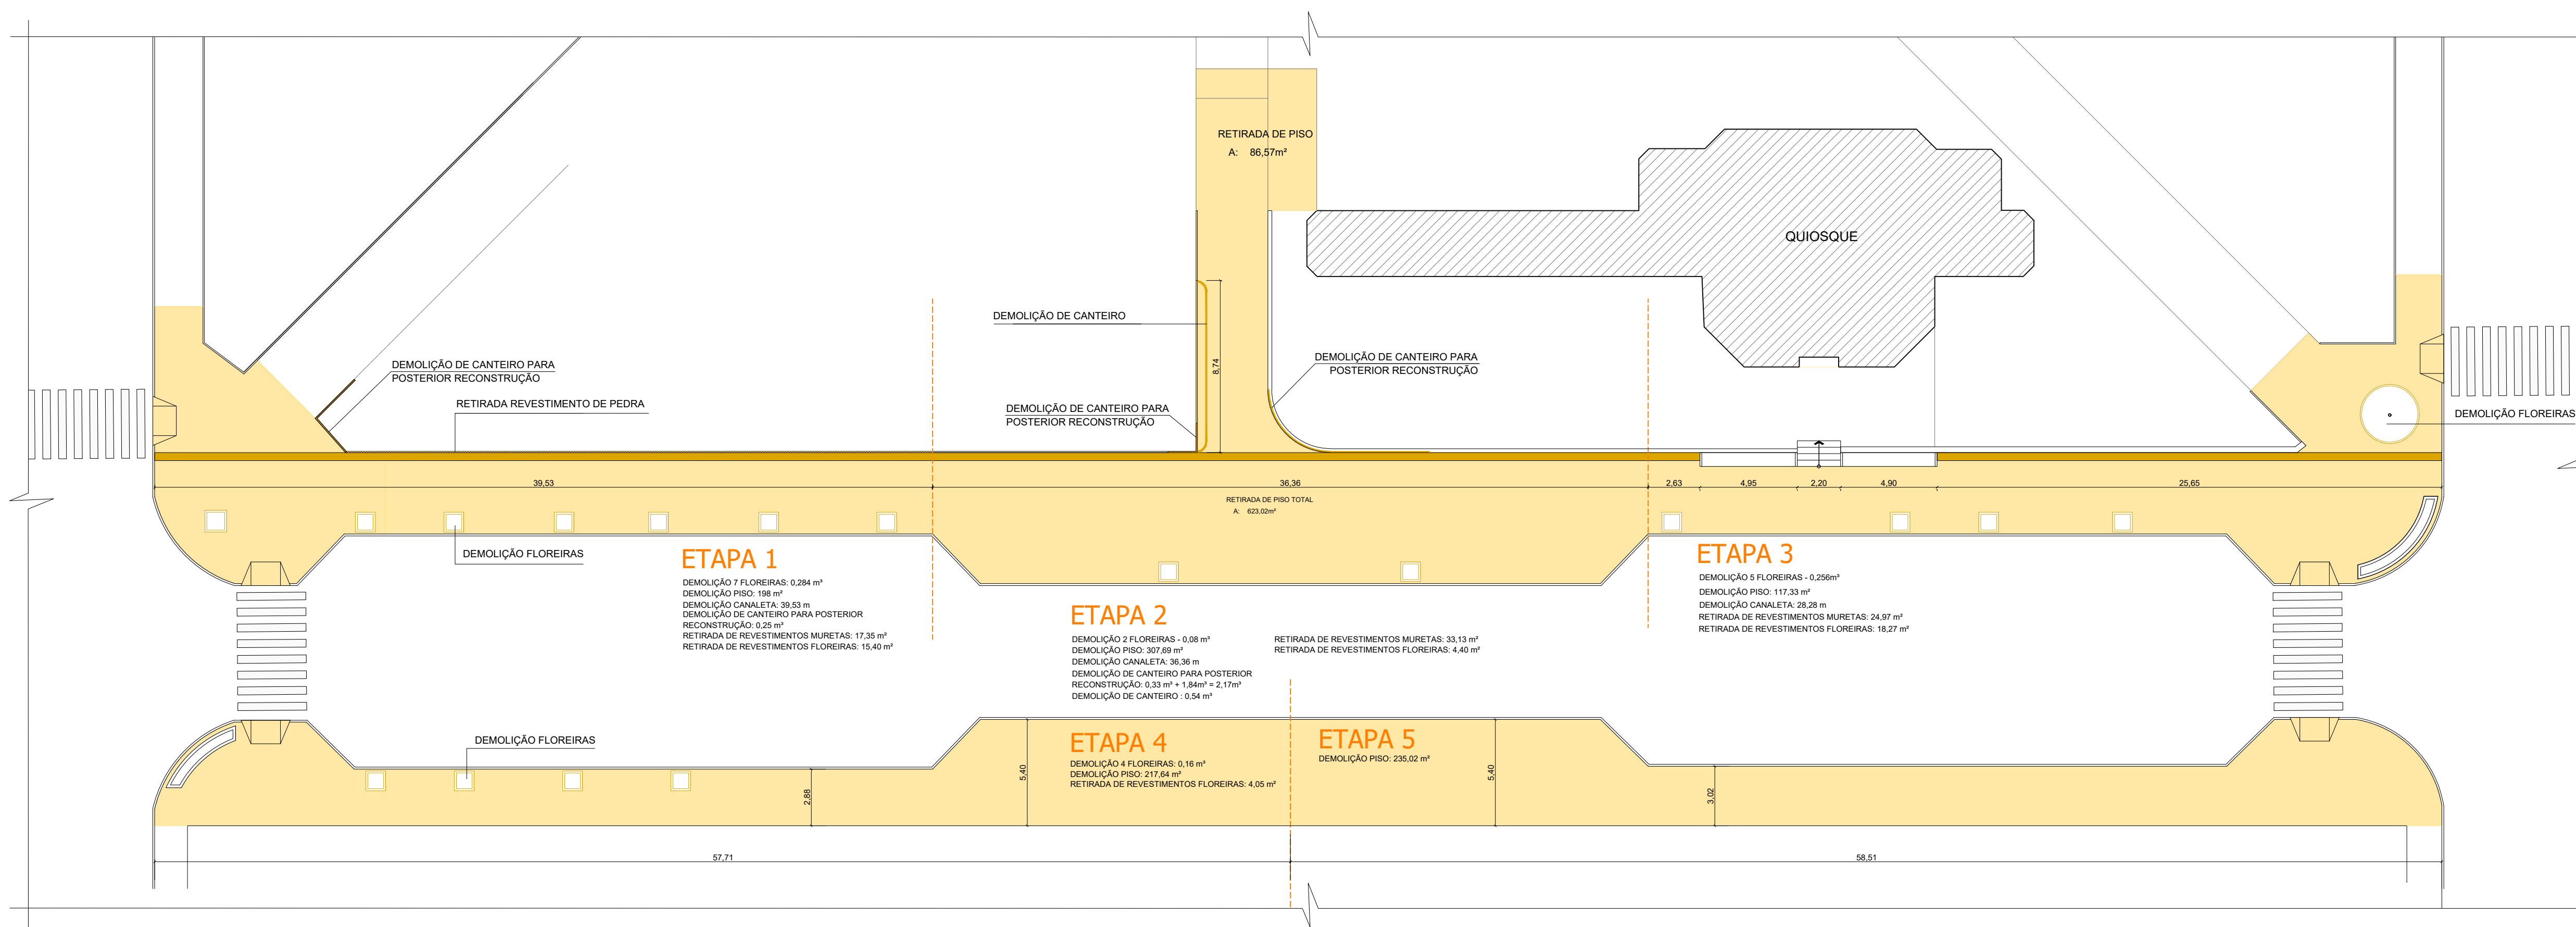 RETIRADA DE PISO
A: 86,57m²
QUIOSQUE
DEMOLIÇÃO DE CANTEIRO
8,74
DEMOLIÇÃO DE CANTEIRO PARA
POSTERIOR RECONSTRUÇÃO
DEMOLIÇÃO DE CANTEIRO PARA
POSTERIOR RECONSTRUÇÃO
RETIRADA REVESTIMENTO DE PEDRA
DEMOLIÇÃO DE CANTEIRO PARA
POSTERIOR RECONSTRUÇÃO
DEMOLIÇÃO FLOREIRAS
39,53
36,36
2,63
4,95
2,20
4,90
25,65
RETIRADA DE PISO TOTAL
A: 623,02m²
DEMOLIÇÃO FLOREIRAS
ETAPA 1
DEMOLIÇÃO 7 FLOREIRAS: 0,284 m³
DEMOLIÇÃO PISO: 198 m²
DEMOLIÇÃO CANALETA: 39,53 m
DEMOLIÇÃO DE CANTEIRO PARA POSTERIOR
RECONSTRUÇÃO: 0,25 m³
RETIRADA DE REVESTIMENTOS MURETAS: 17,35 m²
RETIRADA DE REVESTIMENTOS FLOREIRAS: 15,40 m²
ETAPA 2
DEMOLIÇÃO 2 FLOREIRAS - 0,08 m³
DEMOLIÇÃO PISO: 307,69 m²
DEMOLIÇÃO CANALETA: 36,36 m
DEMOLIÇÃO DE CANTEIRO PARA POSTERIOR
RECONSTRUÇÃO: 0,33 m³ + 1,84m³ = 2,17m³
DEMOLIÇÃO DE CANTEIRO : 0,54 m³
RETIRADA DE REVESTIMENTOS MURETAS: 33,13 m²
RETIRADA DE REVESTIMENTOS FLOREIRAS: 4,40 m²
ETAPA 3
DEMOLIÇÃO 5 FLOREIRAS - 0,256m³
DEMOLIÇÃO PISO: 117,33 m²
DEMOLIÇÃO CANALETA: 28,28 m
RETIRADA DE REVESTIMENTOS MURETAS: 24,97 m²
RETIRADA DE REVESTIMENTOS FLOREIRAS: 18,27 m²
DEMOLIÇÃO FLOREIRAS
ETAPA 4
DEMOLIÇÃO 4 FLOREIRAS: 0,16 m³
DEMOLIÇÃO PISO: 217,64 m²
RETIRADA DE REVESTIMENTOS FLOREIRAS: 4,05 m²
ETAPA 5
DEMOLIÇÃO PISO: 235,02 m²
2,88
5,40
5,40
3,02
57,71
58,51